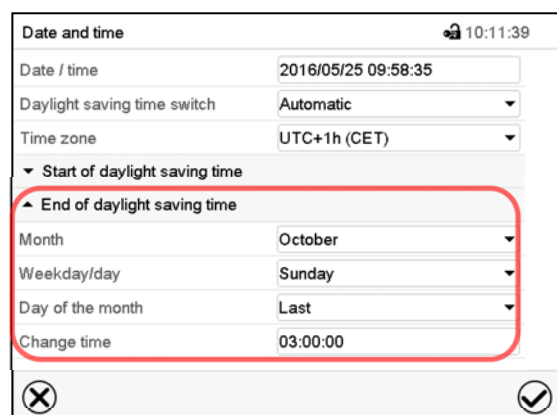 Date and time 10:11:39
Date / time 2016/05/25 09:58:35
Daylight saving time switch Automatic
Time zone UTC+1h (CET)
Start of daylight saving time
End of daylight saving time
Month October
Weekday/day Sunday
Day of the month Last
Change time 03:00:00